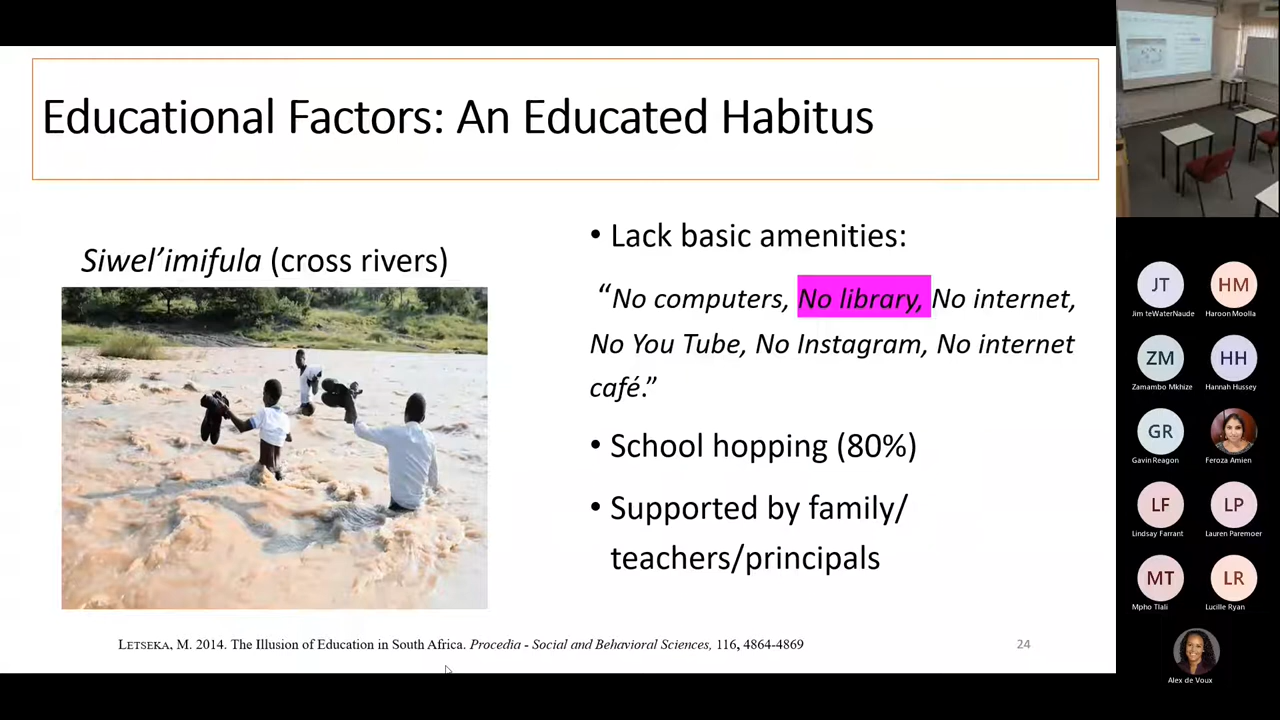 Educational Factors: An Educated Habitus
Siwel’imifula (cross rivers)
• Lack basic amenities:
“No computers, No library, No internet,
No You Tube, No Instagram, No internet
café.”
• School hopping (80%)
• Supported by family/
teachers/principals
LETSEKA, M. 2014. The Illusion of Education in South Africa. Procedia - Social and Behavioral Sciences, 116, 4864-4869
24
JT
Jim teWaterNaude
HM
Haroon Moolla
ZM
Zamambo Mkhize
HH
Hannah Hussey
GR
Gavin Reagon
Feroza Amien
LF
Lindsay Farrant
LP
Lauren Paremoer
MT
Mpho Tlali
LR
Lucille Ryan
Alex de Voux